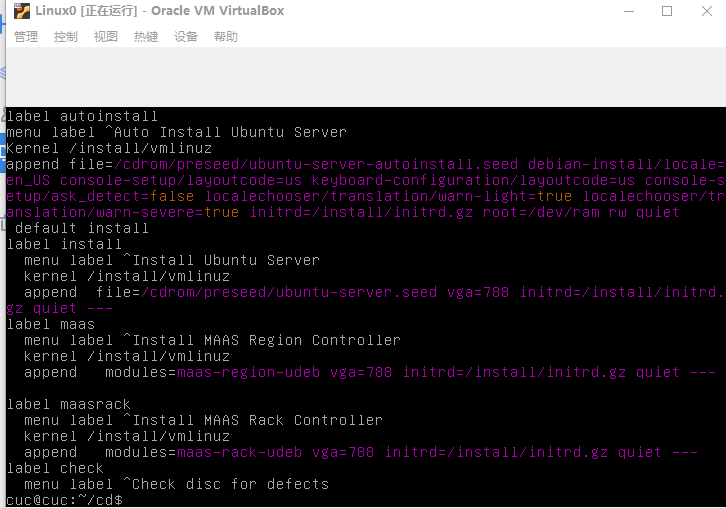 Linux0 [正在运行] - Oracle VM VirtualBox
管理 控制 视图 热键 设备 帮助
label autoinstall
menu label ^Auto Install Ubuntu Server
Kernel /install/vmlinuz
append file=/cdrom/preseed/ubuntu-server-autoinstall.seed debian-install/locale=
en_US console-setup/layoutcode=us keyboard-configuration/layoutcode=us console-s
etup/ask_detect=false localechooser/translation/warn-light=true localechooser/tr
anslation/warn-severe=true initrd=/install/initrd.gz root=/dev/ram rw quiet
 default install
label install
  menu label ^Install Ubuntu Server
  kernel /install/vmlinuz
  append  file=/cdrom/preseed/ubuntu-server.seed vga=788 initrd=/install/initrd.
gz quiet ---
label maas
  menu label ^Install MAAS Region Controller
  kernel /install/vmlinuz
  append   modules=maas-region-udeb vga=788 initrd=/install/initrd.gz quiet ---
label maasrack
  menu label ^Install MAAS Rack Controller
  kernel /install/vmlinuz
  append   modules=maas-rack-udeb vga=788 initrd=/install/initrd.gz quiet ---
label check
  menu label ^Check disc for defects
cuc@cuc:~/cd$